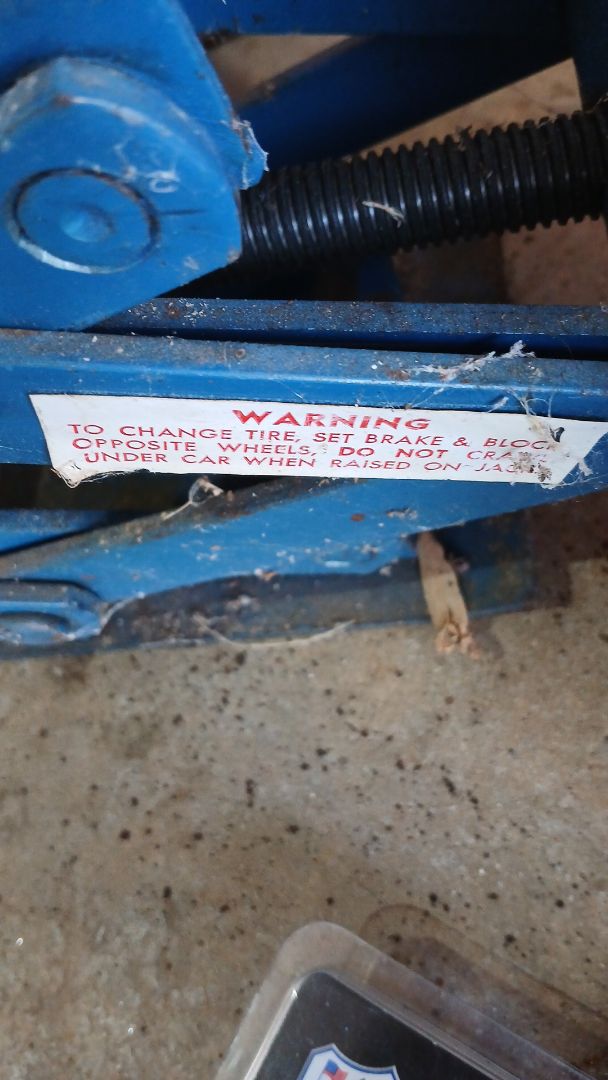 WARNING
TO CHANGE TIRE, SET BRAKE & BLOCK
OPPOSITE WHEELS, DO NOT
UNDER CAR WHEN RAISED ON